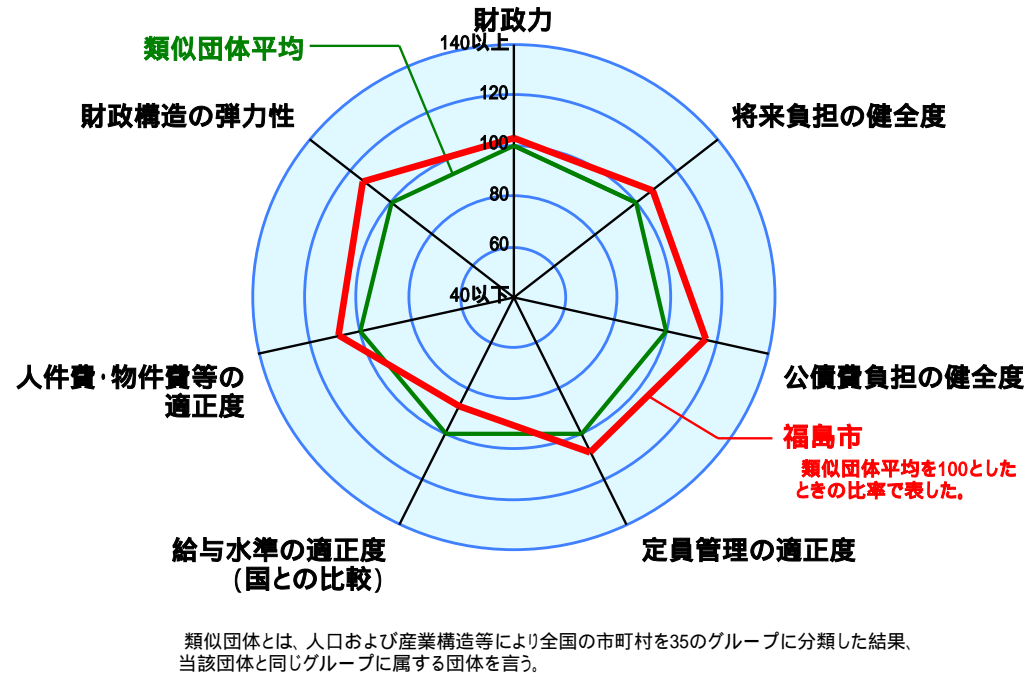 財政力
140以上
類似団体平均
120
財政構造の弾力性
将来負担の健全度
100
80
60
40以下
人件費・物件費等の
適正度
公債費負担の健全度
福島市
類似団体平均を100とした
ときの比率で表した。
給与水準の適正度
(国との比較)
定員管理の適正度
類似団体とは、人口および産業構造等により全国の市町村を35のグループに分類した結果、
当該団体と同じグループに属する団体を言う。